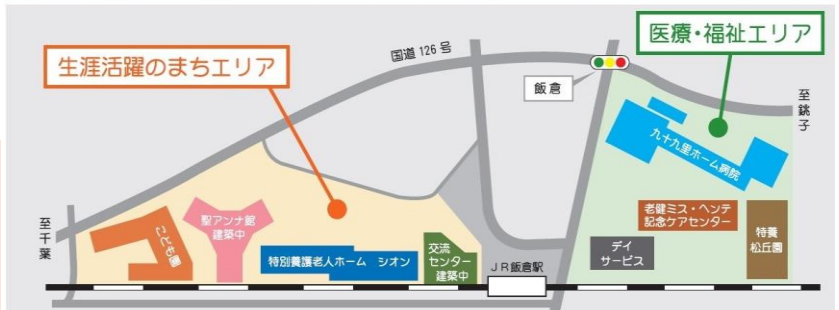 生涯活躍のまちエリア
国道126号
医療・福祉エリア
飯倉
至銚子
九十九里ホーム病院
至千葉
こども園
聖アンナ館
建築中
特別養護老人ホーム シオン
交流
センター
建築中
JR飯倉駅
老健ミス・ヘンテ
記念ケアセンター
デイ
サービス
特養
松丘園